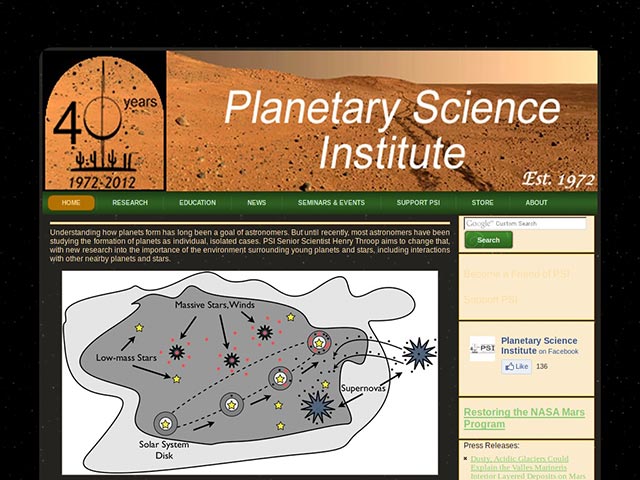 40 years
1972-2012
Planetary Science
Institute
Est. 1972
HOME RESEARCH EDUCATION NEWS SEMINARS & EVENTS SUPPORT PSI STORE ABOUT
Understanding how planets form has long been a goal of astronomers. But until recently, most astronomers have been
studying the formation of planets as individual, isolated cases. PSI Senior Scientist Henry Throop aims to change that,
with new research into the importance of the environment surrounding young planets and stars, including interactions
with other nearby planets and stars.
Massive Stars, Winds
Low-mass Stars
Supernovas
Solar System
Disk
Google Custom Search
Search
Become a Friend of PSI
Support PSI
PSI
Planetary Science
Institute on Facebook
Like 136
Restoring the NASA Mars
Program
Press Releases:
Dusty, Acidic Glaciers Could
Explain the Valles Marineris
Interior Layered Deposits on Mars